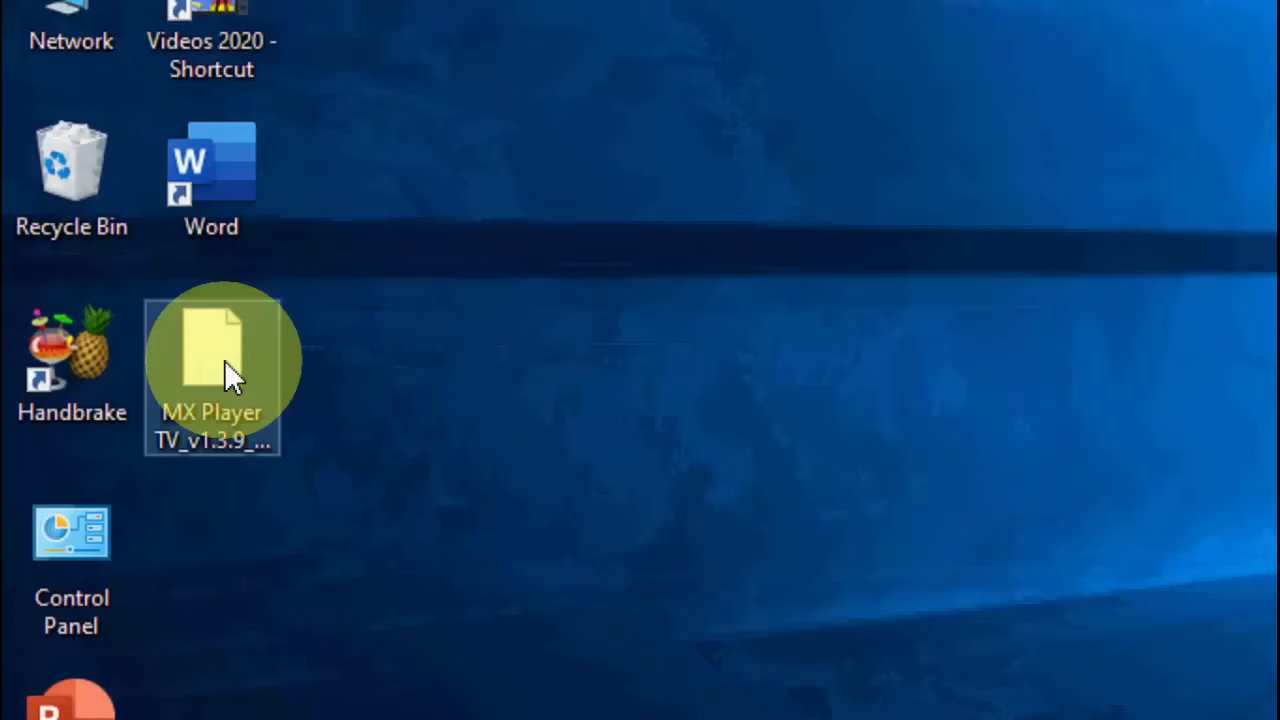 Network
Videos 2020 -
Shortcut
Recycle Bin
W
Word
Handbrake
MX Player
TV_v1.3.9_...
Control
Panel
P